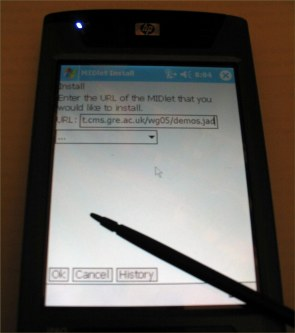 hp
MIDlet Install
Install
Enter the URL of the MIDlet that you
would like to install.
URL: t.cms.gre.ac.uk/wg05/demos.jad
...
Ok Cancel History